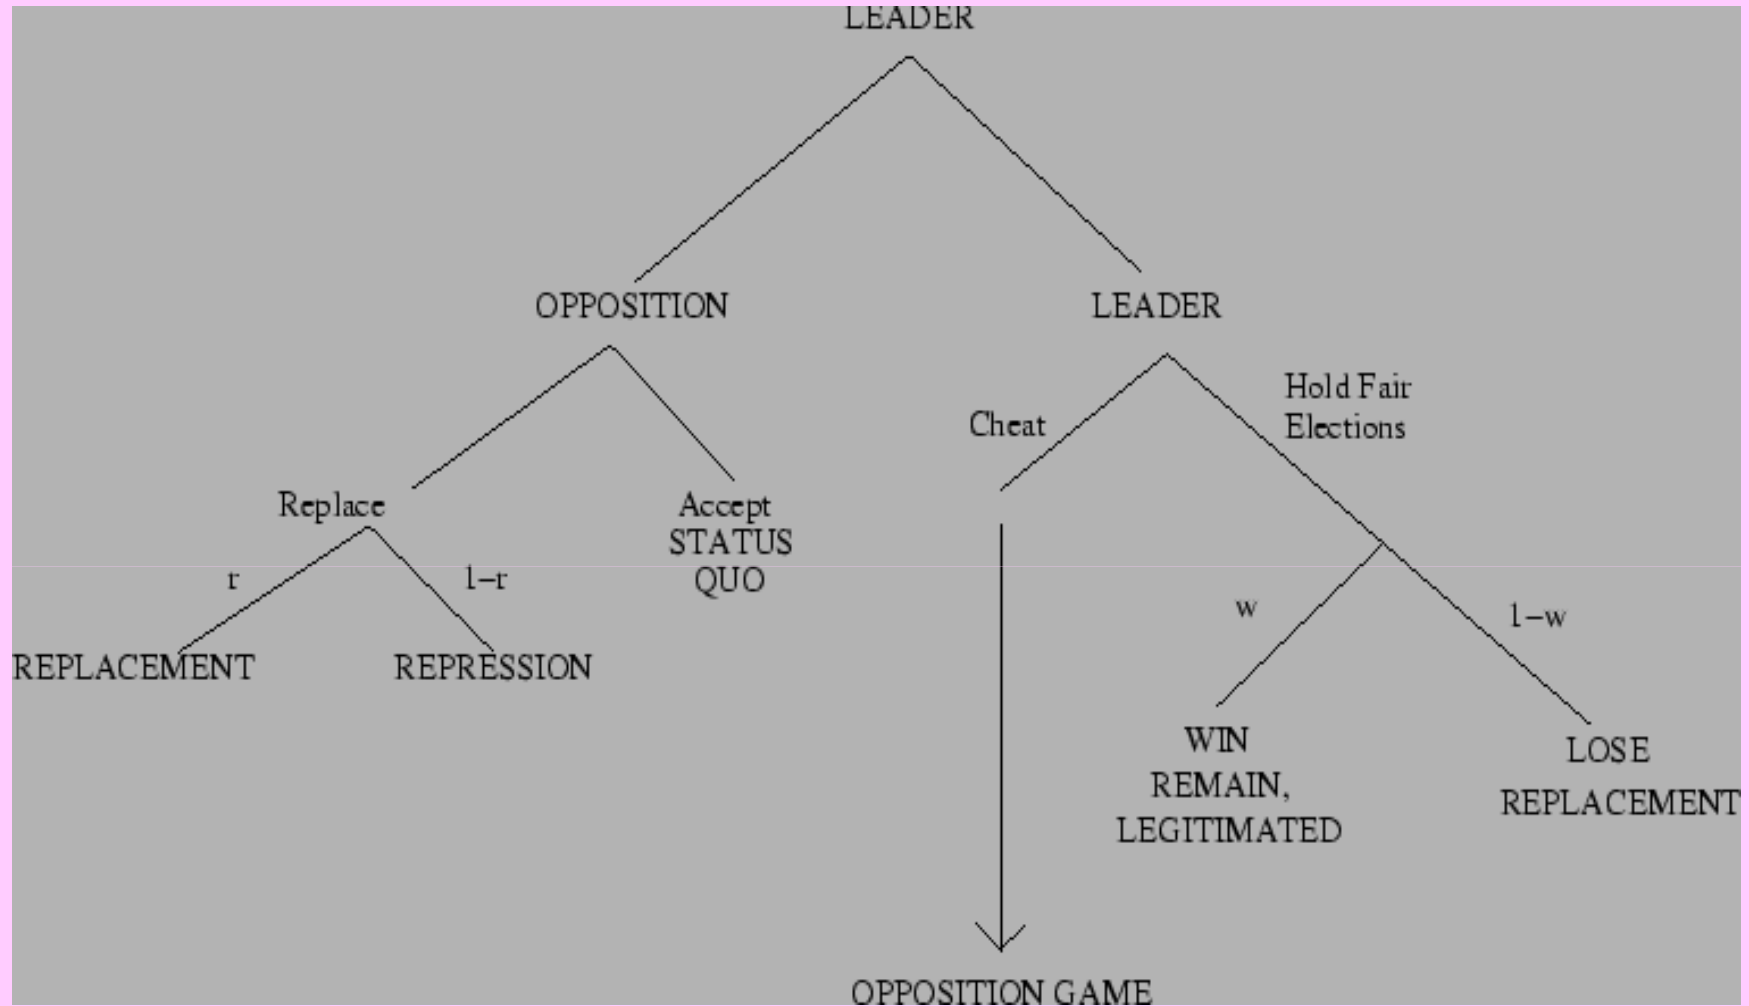 LEADER
OPPOSITION
LEADER
Hold Fair
Elections
Cheat
Replace
Accept
STATUS
QUO
r
1–r
w
1–w
REPLACEMENT
REPRESSION
WIN
REMAIN,
LEGITIMATED
LOSE
REPLACEMENT
OPPOSITION GAME